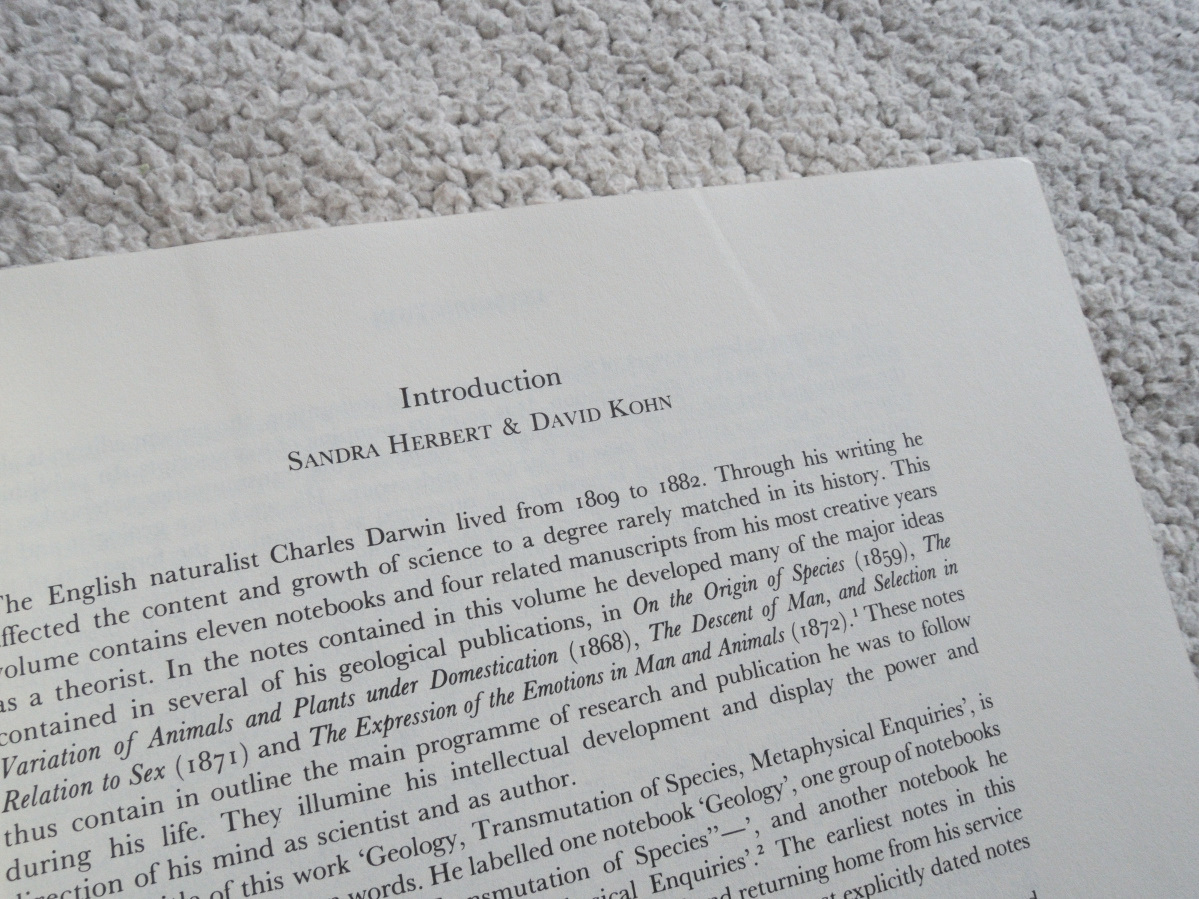 Introduction
SANDRA HERBERT & DAVID KOHN
The English naturalist Charles Darwin lived from 1809 to 1882. Through his writing he
affected the content and growth of science to a degree rarely matched in its history. This
volume contains eleven notebooks and four related manuscripts from his most creative years
as a theorist. In the notes contained in this volume he developed many of the major ideas
contained in several of his geological publications, in On the Origin of Species (1859), The
Variation of Animals and Plants under Domestication (1868), The Descent of Man, and Selection in
Relation to Sex (1871) and The Expression of the Emotions in Man and Animals (1872).¹ These notes
thus contain in outline the main programme of research and publication he was to follow
during his life. They illumine his intellectual development and display the power and
direction of his mind as scientist and as author.
of this work ‘Geology, Transmutation of Species, Metaphysical Enquiries’, is
words. He labelled one notebook ‘Geology’, one group of notebooks
of Species”—’, and another notebook he
Enquiries’.² The earliest notes in this
returning home from his service
explicitly dated notes